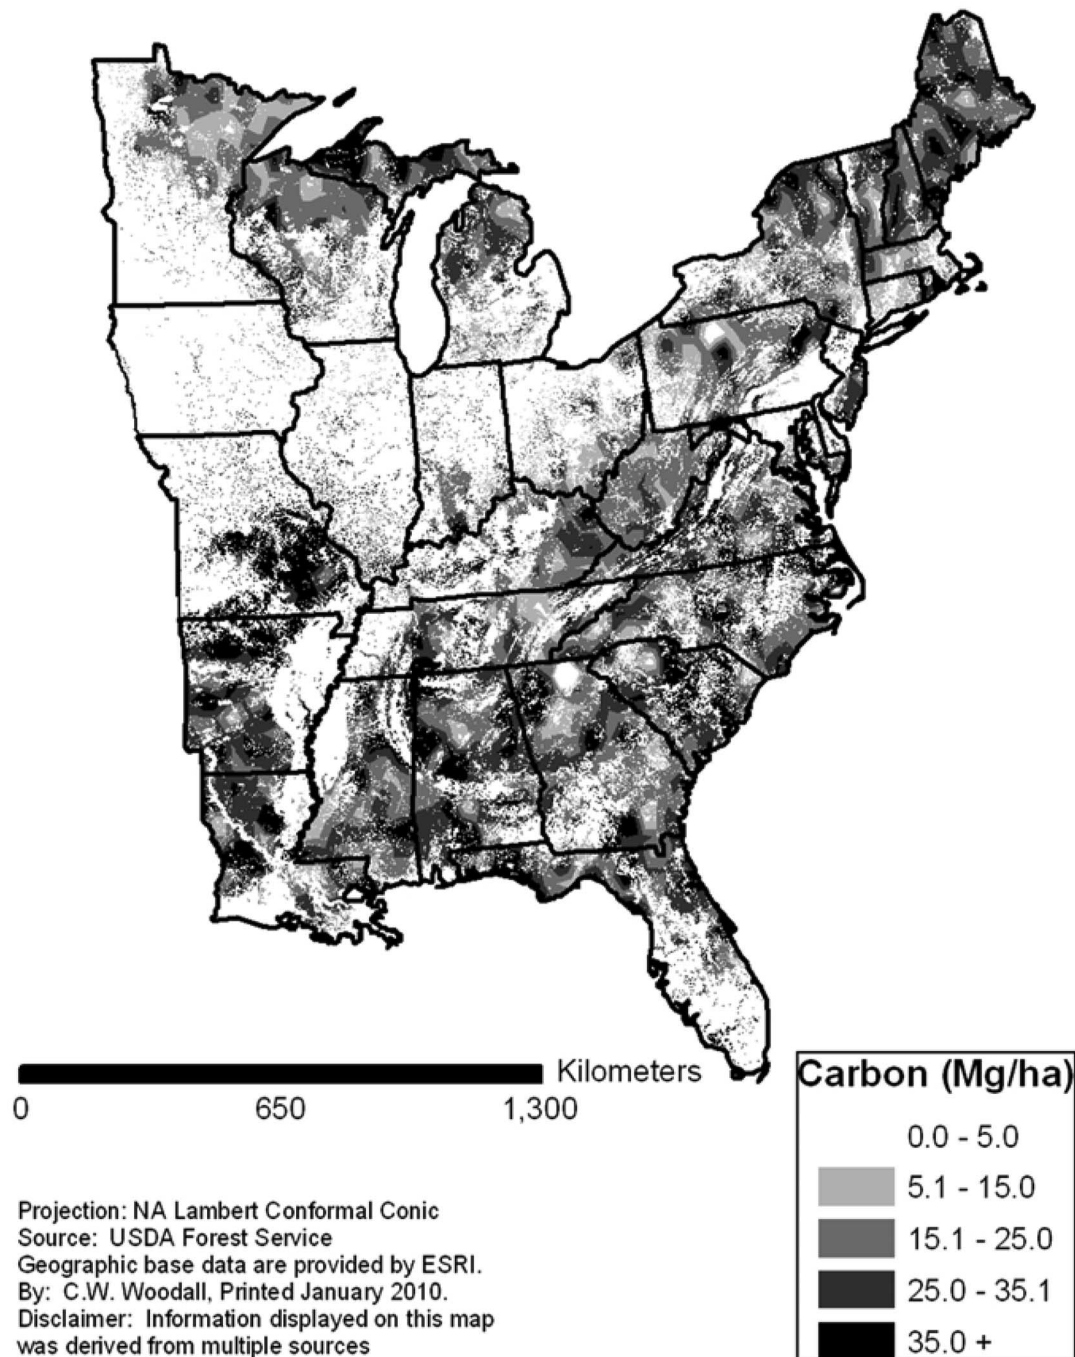 Kilometers
0 650 1,300
Projection: NA Lambert Conformal Conic
Source: USDA Forest Service
Geographic base data are provided by ESRI.
By: C.W. Woodall, Printed January 2010.
Disclaimer: Information displayed on this map
was derived from multiple sources
Carbon (Mg/ha)
0.0 - 5.0
5.1 - 15.0
15.1 - 25.0
25.0 - 35.1
35.0 +